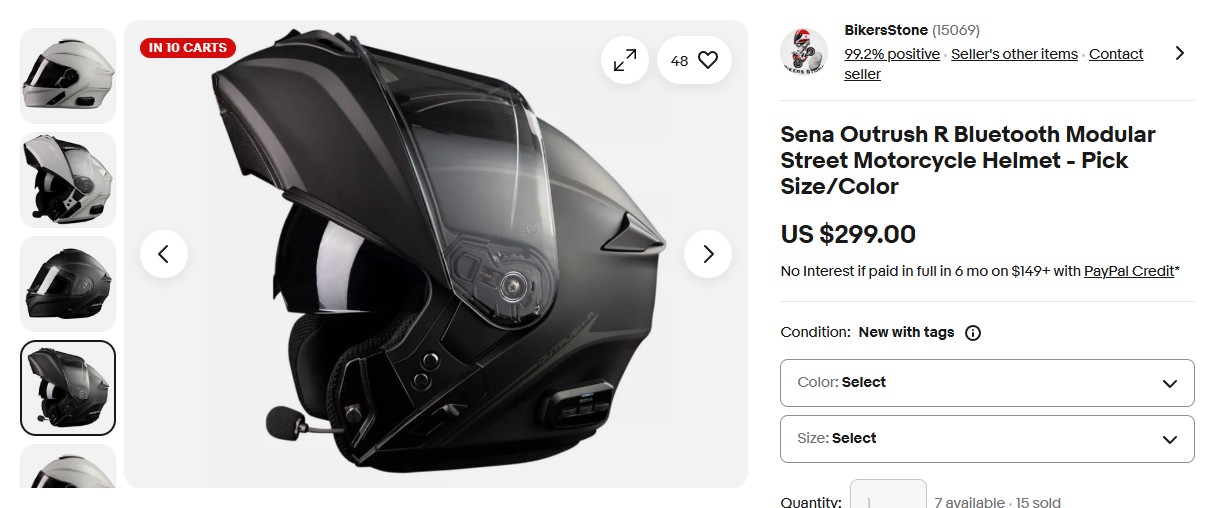 IN 10 CARTS
48
SENA
BikersStone (15069)
99.2% positive · Seller's other items · Contact
seller
Sena Outrush R Bluetooth Modular
Street Motorcycle Helmet - Pick
Size/Color
US $299.00
No Interest if paid in full in 6 mo on $149+ with PayPal Credit*
Condition: New with tags
Color: Select
Size: Select
Quantity: 1 7 available · 15 sold